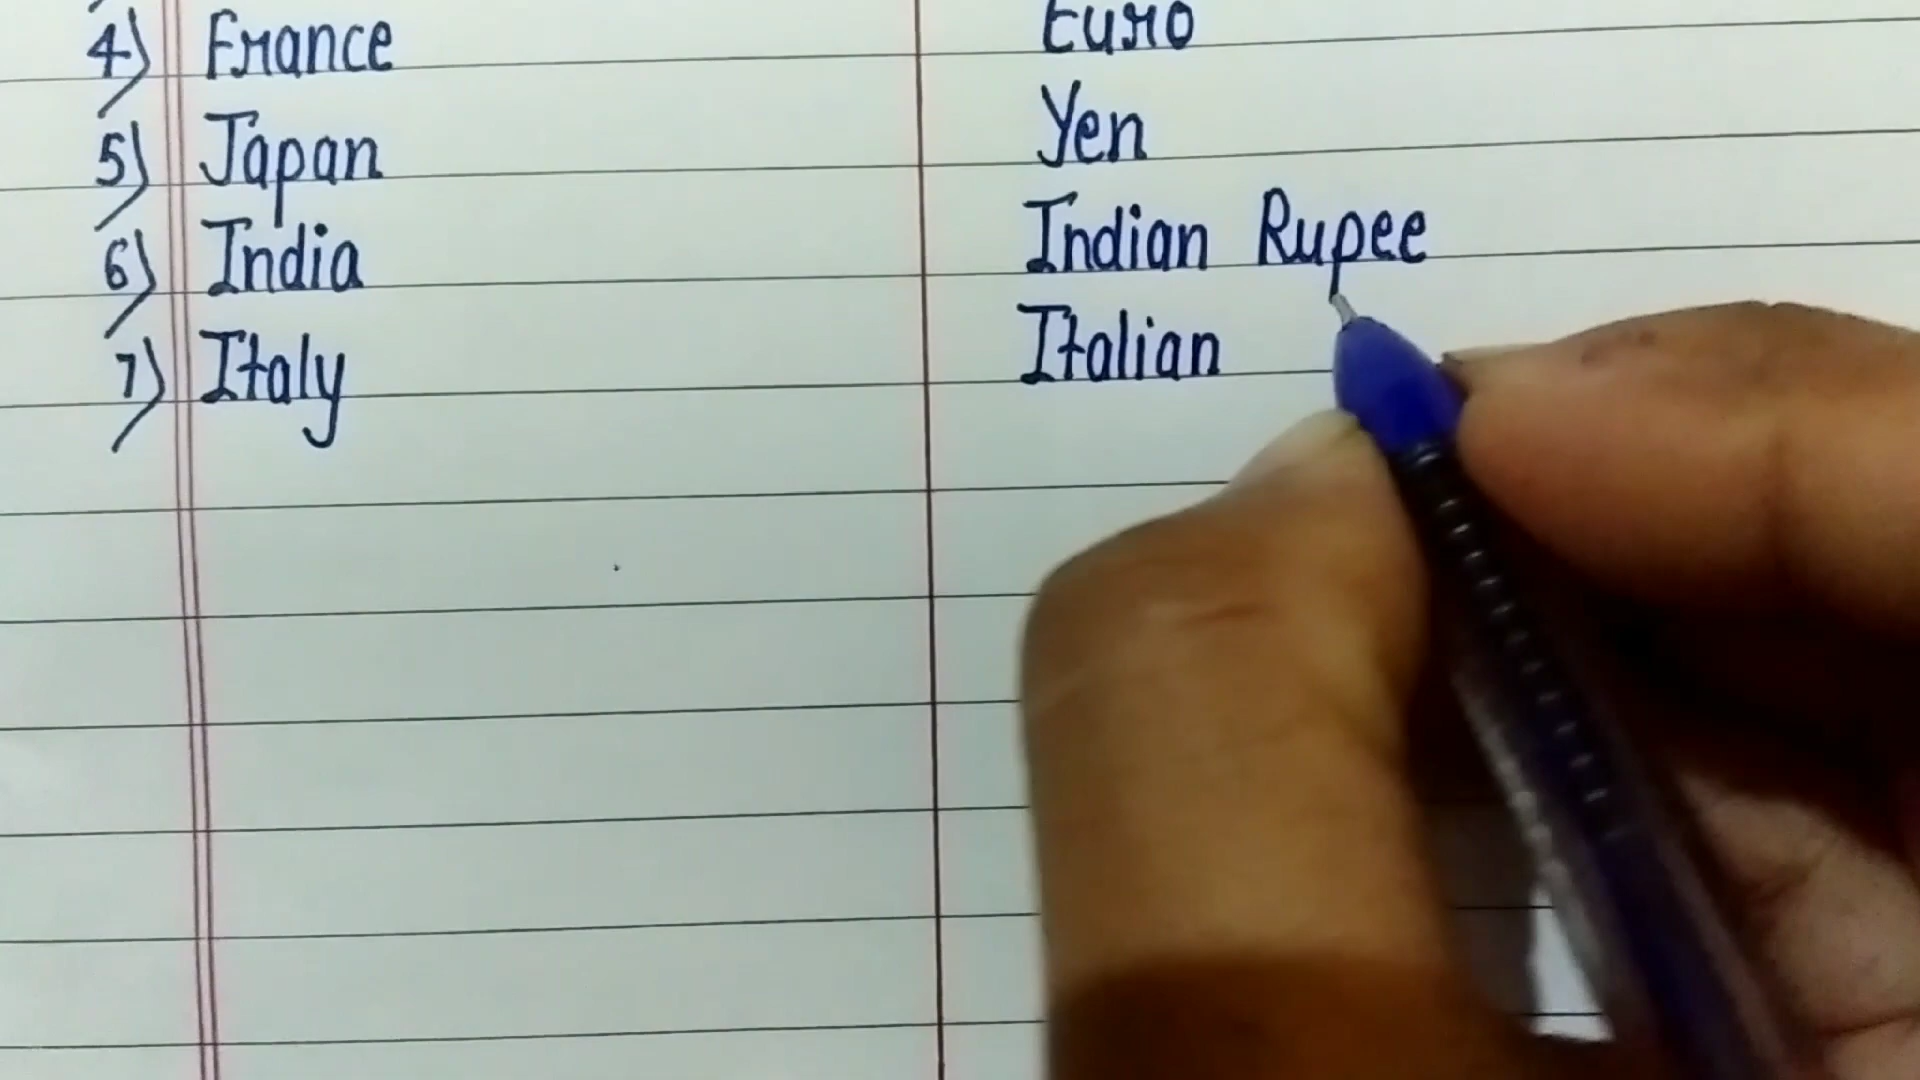 4) France Euro
5) Japan Yen
6) India Indian Rupee
7) Italy Italian